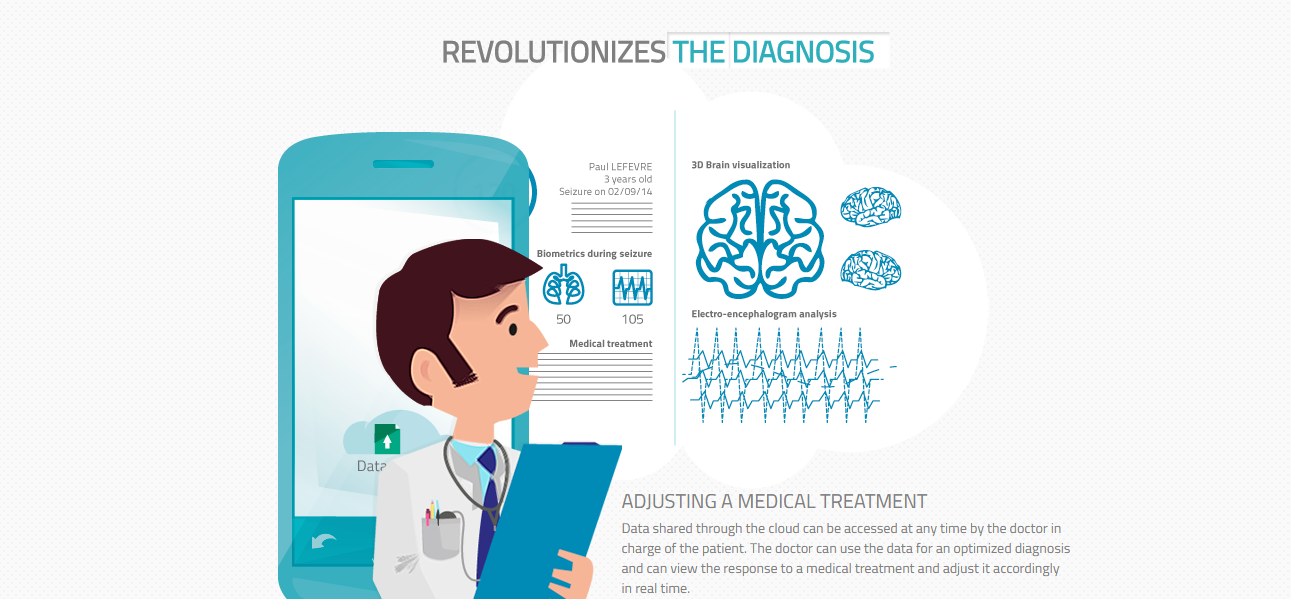 REVOLUTIONIZES THE DIAGNOSIS
Paul LEFEVRE
3 years old
Seizure on 02/09/14
Biometrics during seizure
50
105
Medical treatment
3D Brain visualization
Electro-encephalogram analysis
Data
ADJUSTING A MEDICAL TREATMENT
Data shared through the cloud can be accessed at any time by the doctor in
charge of the patient. The doctor can use the data for an optimized diagnosis
and can view the response to a medical treatment and adjust it accordingly
in real time.